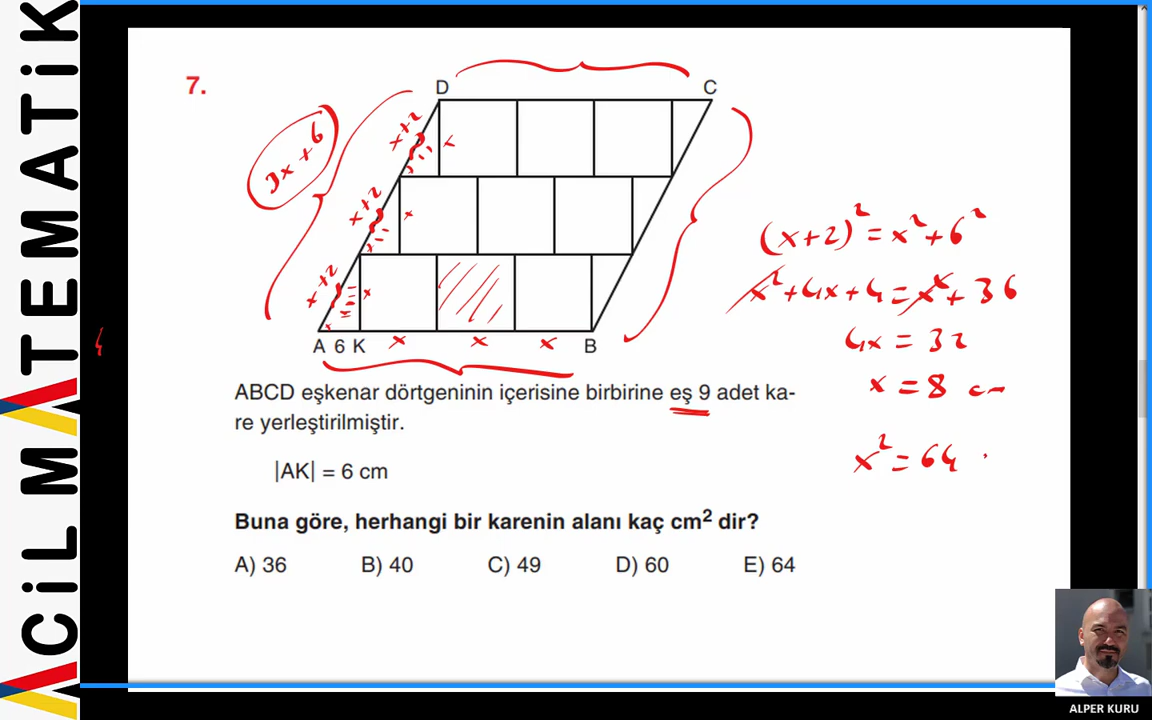 ACiLMATEMATiK
7.
D
C
3x+6
x+2
x
x+2
x
x+2
x
(x+2)² = x² + 6²
x² + 4x + 4 = x² + 36
4x = 32
x = 8 cm
x² = 64
A 6 K x x x B
ABCD eşkenar dörtgeninin içerisine birbirine eş 9 adet ka-
re yerleştirilmiştir.
|AK| = 6 cm
Buna göre, herhangi bir karenin alanı kaç cm² dir?
A) 36 B) 40 C) 49 D) 60 E) 64
ALPER KURU